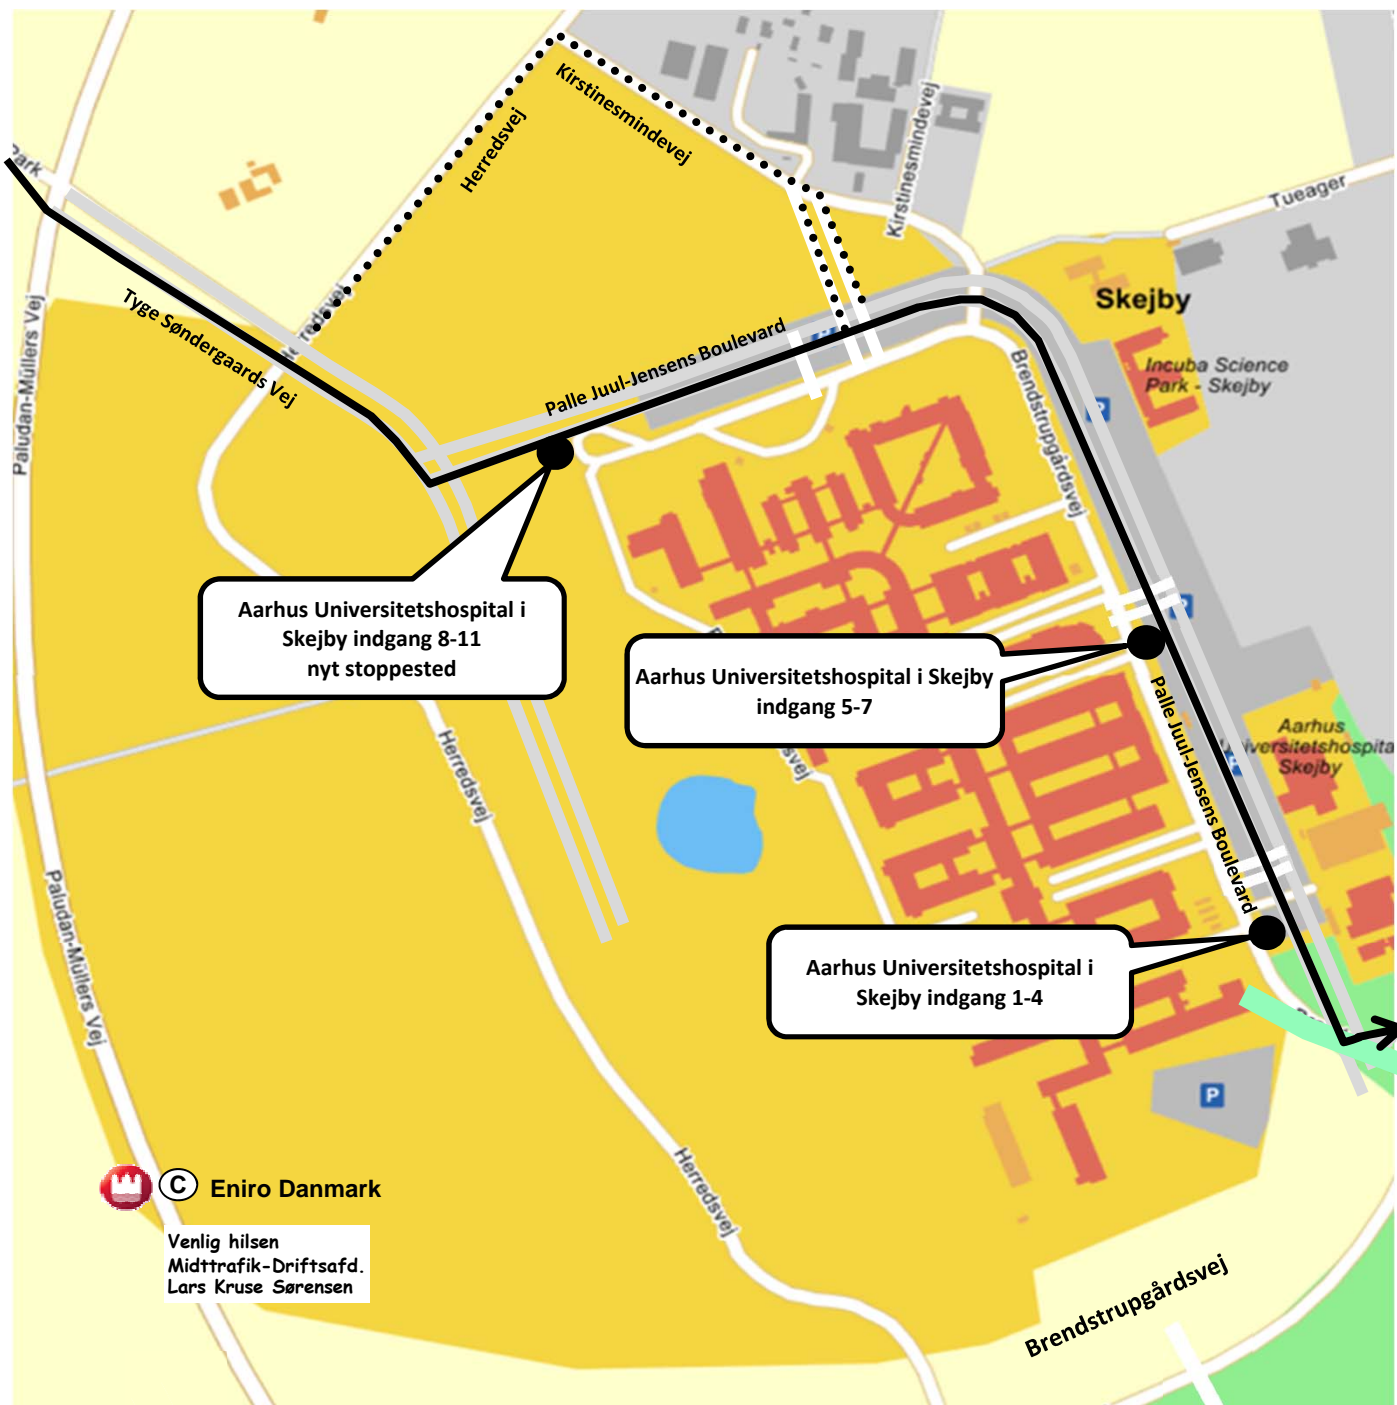 Park
Kirstinesmindevej
Herredsvej
Kirstinesmindevej
Tueager
Skejby
Paludan-Müllers Vej
Tyge Søndergaards Vej
Palle Juul-Jensens Boulevard
Incuba Science
Park - Skejby
Brendstrupgårdsvej
P
Aarhus Universitetshospital i
Skejby indgang 8-11
nyt stoppested
P
Aarhus Universitetshospital i Skejby
indgang 5-7
Palle Juul-Jensens Boulevard
Aarhus
Universitetshospital
Skejby
Herredsvej
Paludan-Müllers Vej
Aarhus Universitetshospital i
Skejby indgang 1-4
P
Herredsvej
C Eniro Danmark
Venlig hilsen
Midttrafik-Driftsafd.
Lars Kruse Sørensen
Brendstrupgårdsvej